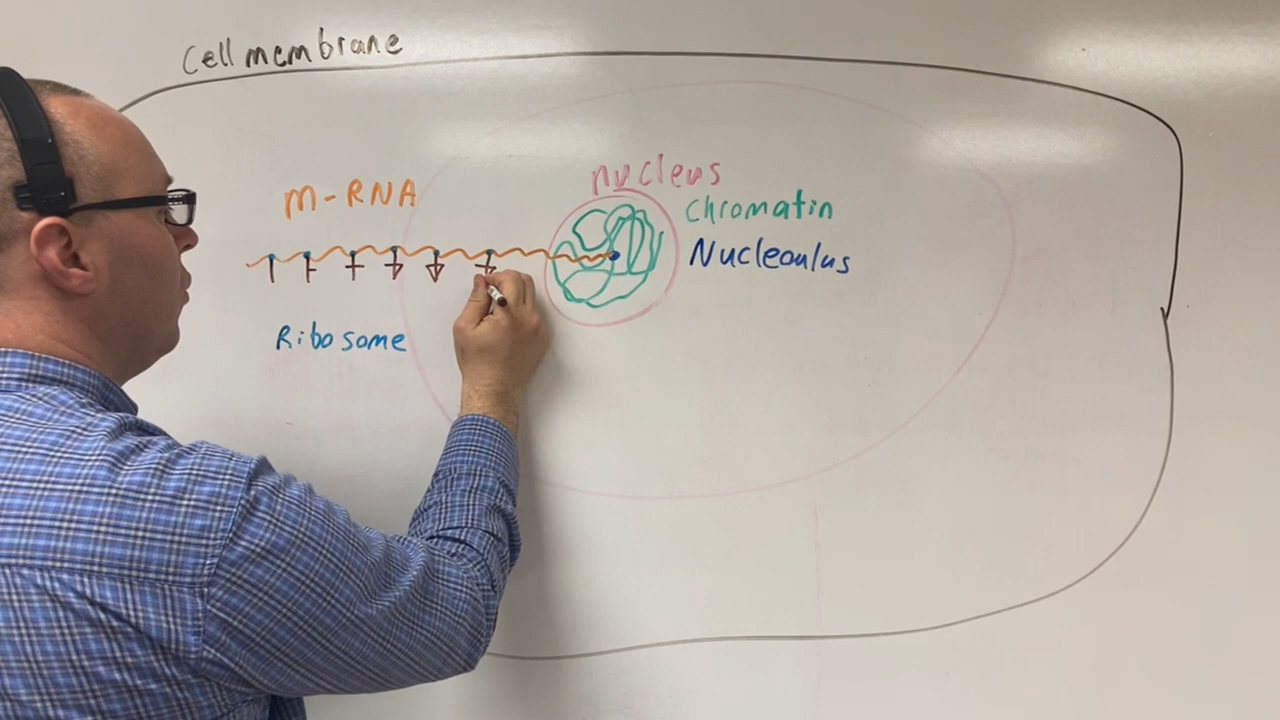 Cell membrane
nucleus
m-RNA
Chromatin
Nucleoulus
Ribosome